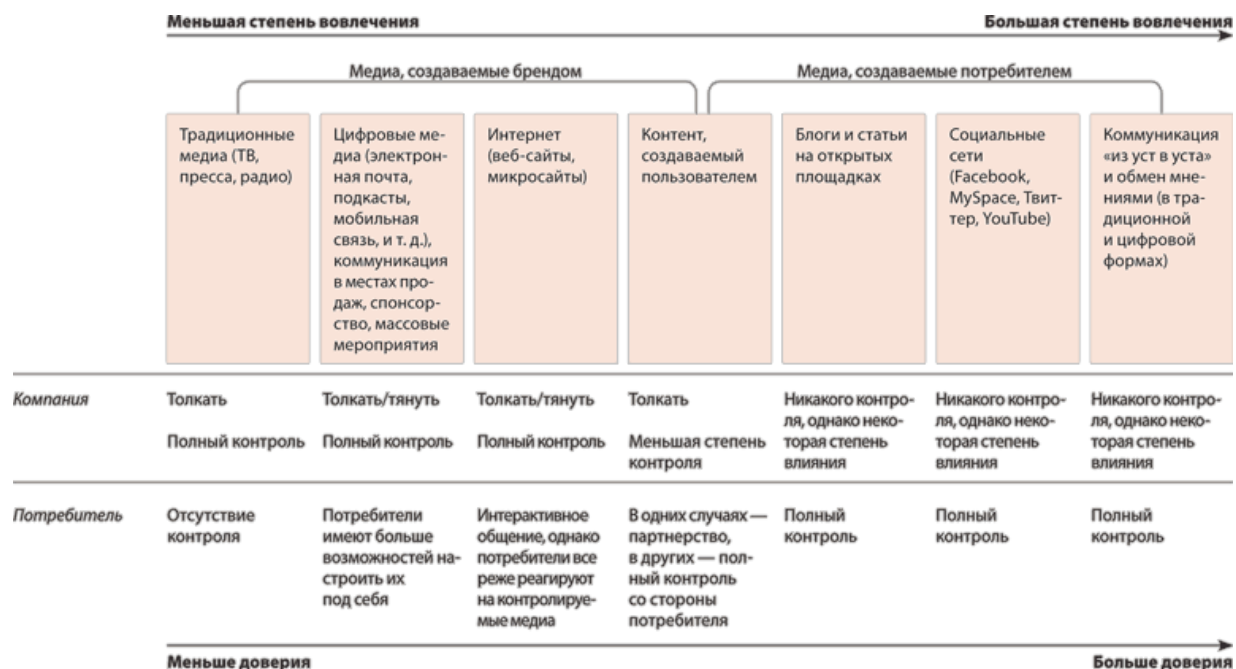 Меньшая степень вовлечения
Большая степень вовлечения
Медиа, создаваемые брендом
Медиа, создаваемые потребителем
Традиционные
медиа (ТВ,
пресса, радио)
Цифровые ме-
диа (электрон-
ная почта,
подкасты,
мобильная
связь, и т. д.),
коммуникация
в местах про-
даж, спонсор-
ство, массовые
мероприятия
Интернет
(веб-сайты,
микросайты)
Контент,
создаваемый
пользователем
Блоги и статьи
на открытых
площадках
Социальные
сети
(Facebook,
MySpace, Твит-
тер, YouTube)
Коммуникация
«из уст в уста»
и обмен мне-
ниями (в тра-
диционной
и цифровой
формах)
Компания
Толкать
Полный контроль
Толкать/тянуть
Полный контроль
Толкать/тянуть
Полный контроль
Толкать
Меньшая степень
контроля
Никакого контро-
ля, однако неко-
торая степень
влияния
Никакого контро-
ля, однако неко-
торая степень
влияния
Никакого контро-
ля, однако неко-
торая степень
влияния
Потребитель
Отсутствие
контроля
Потребители
имеют больше
возможностей на-
строить их
под себя
Интерактивное
общение, однако
потребители все
реже реагируют
на контролируе-
мые медиа
В одних случаях —
партнерство,
в других — пол-
ный контроль
со стороны
потребителя
Полный
контроль
Полный
контроль
Полный
контроль
Меньше доверия
Больше доверия